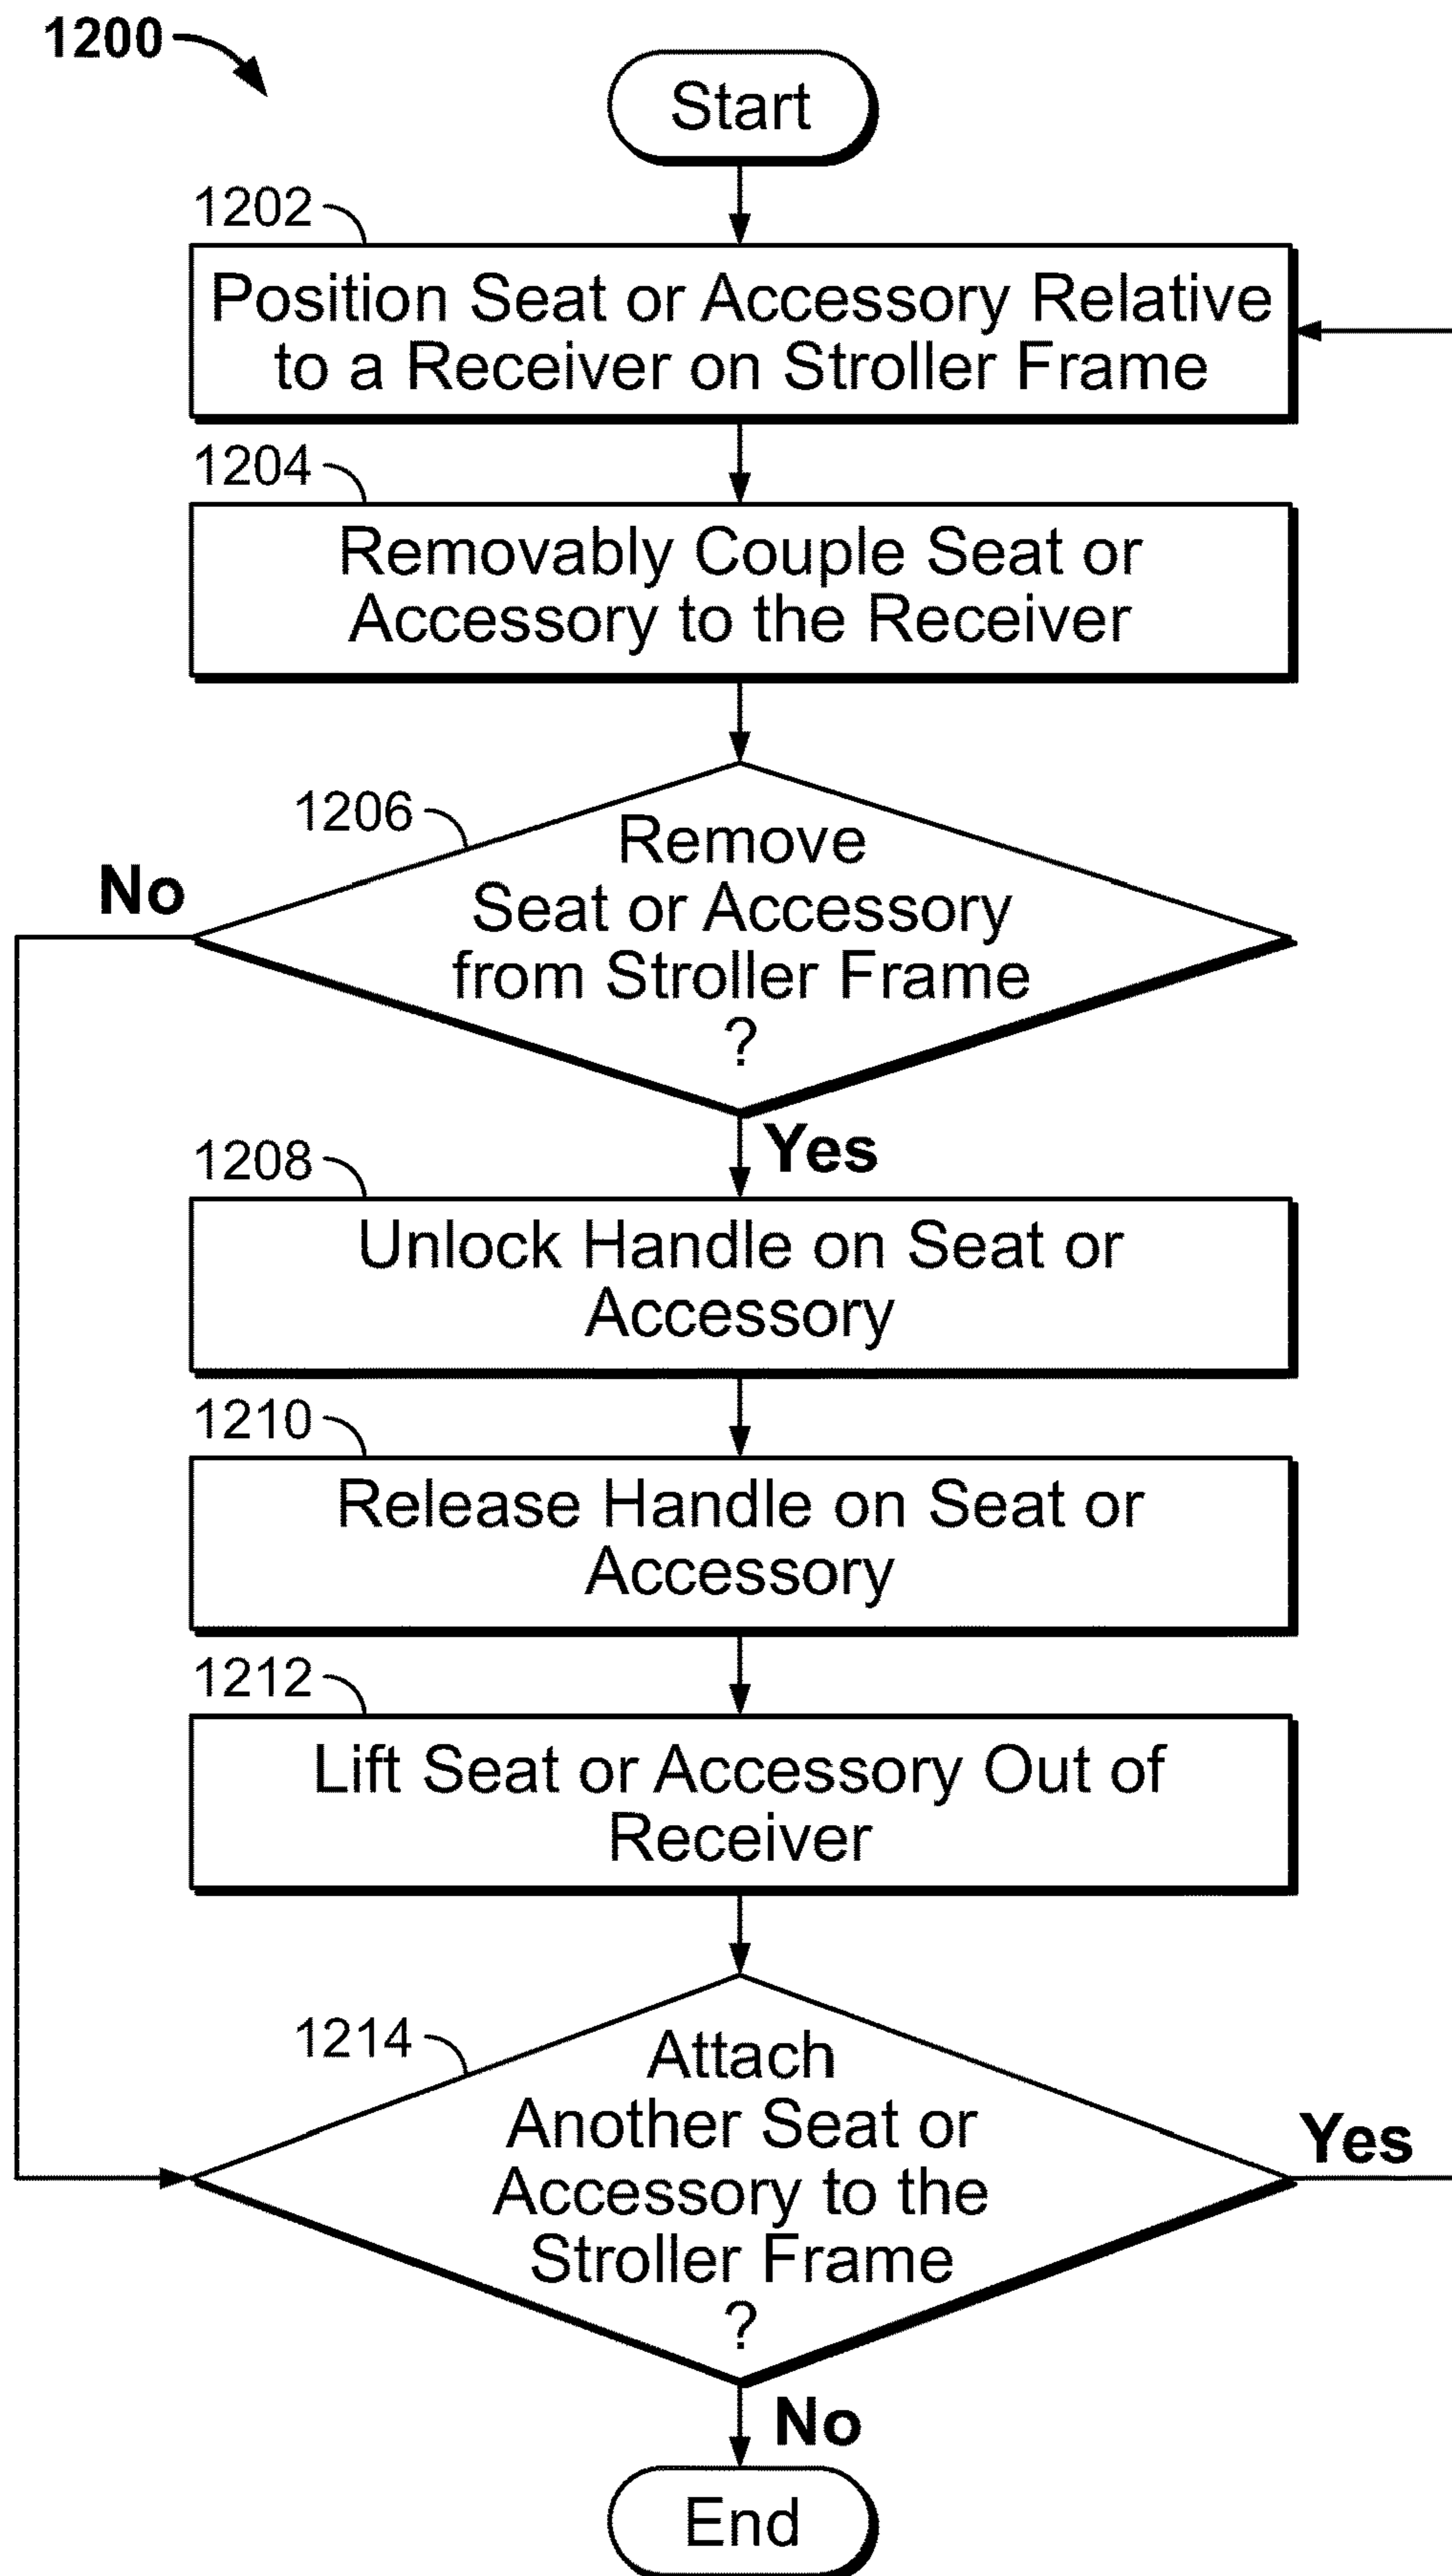 1200
Start
1202
Position Seat or Accessory Relative
to a Receiver on Stroller Frame
1204
Removably Couple Seat or
Accessory to the Receiver
1206
Remove
Seat or Accessory
from Stroller Frame
?
No
Yes
1208
Unlock Handle on Seat or
Accessory
1210
Release Handle on Seat or
Accessory
1212
Lift Seat or Accessory Out of
Receiver
1214
Attach
Another Seat or
Accessory to the
Stroller Frame
?
Yes
No
End